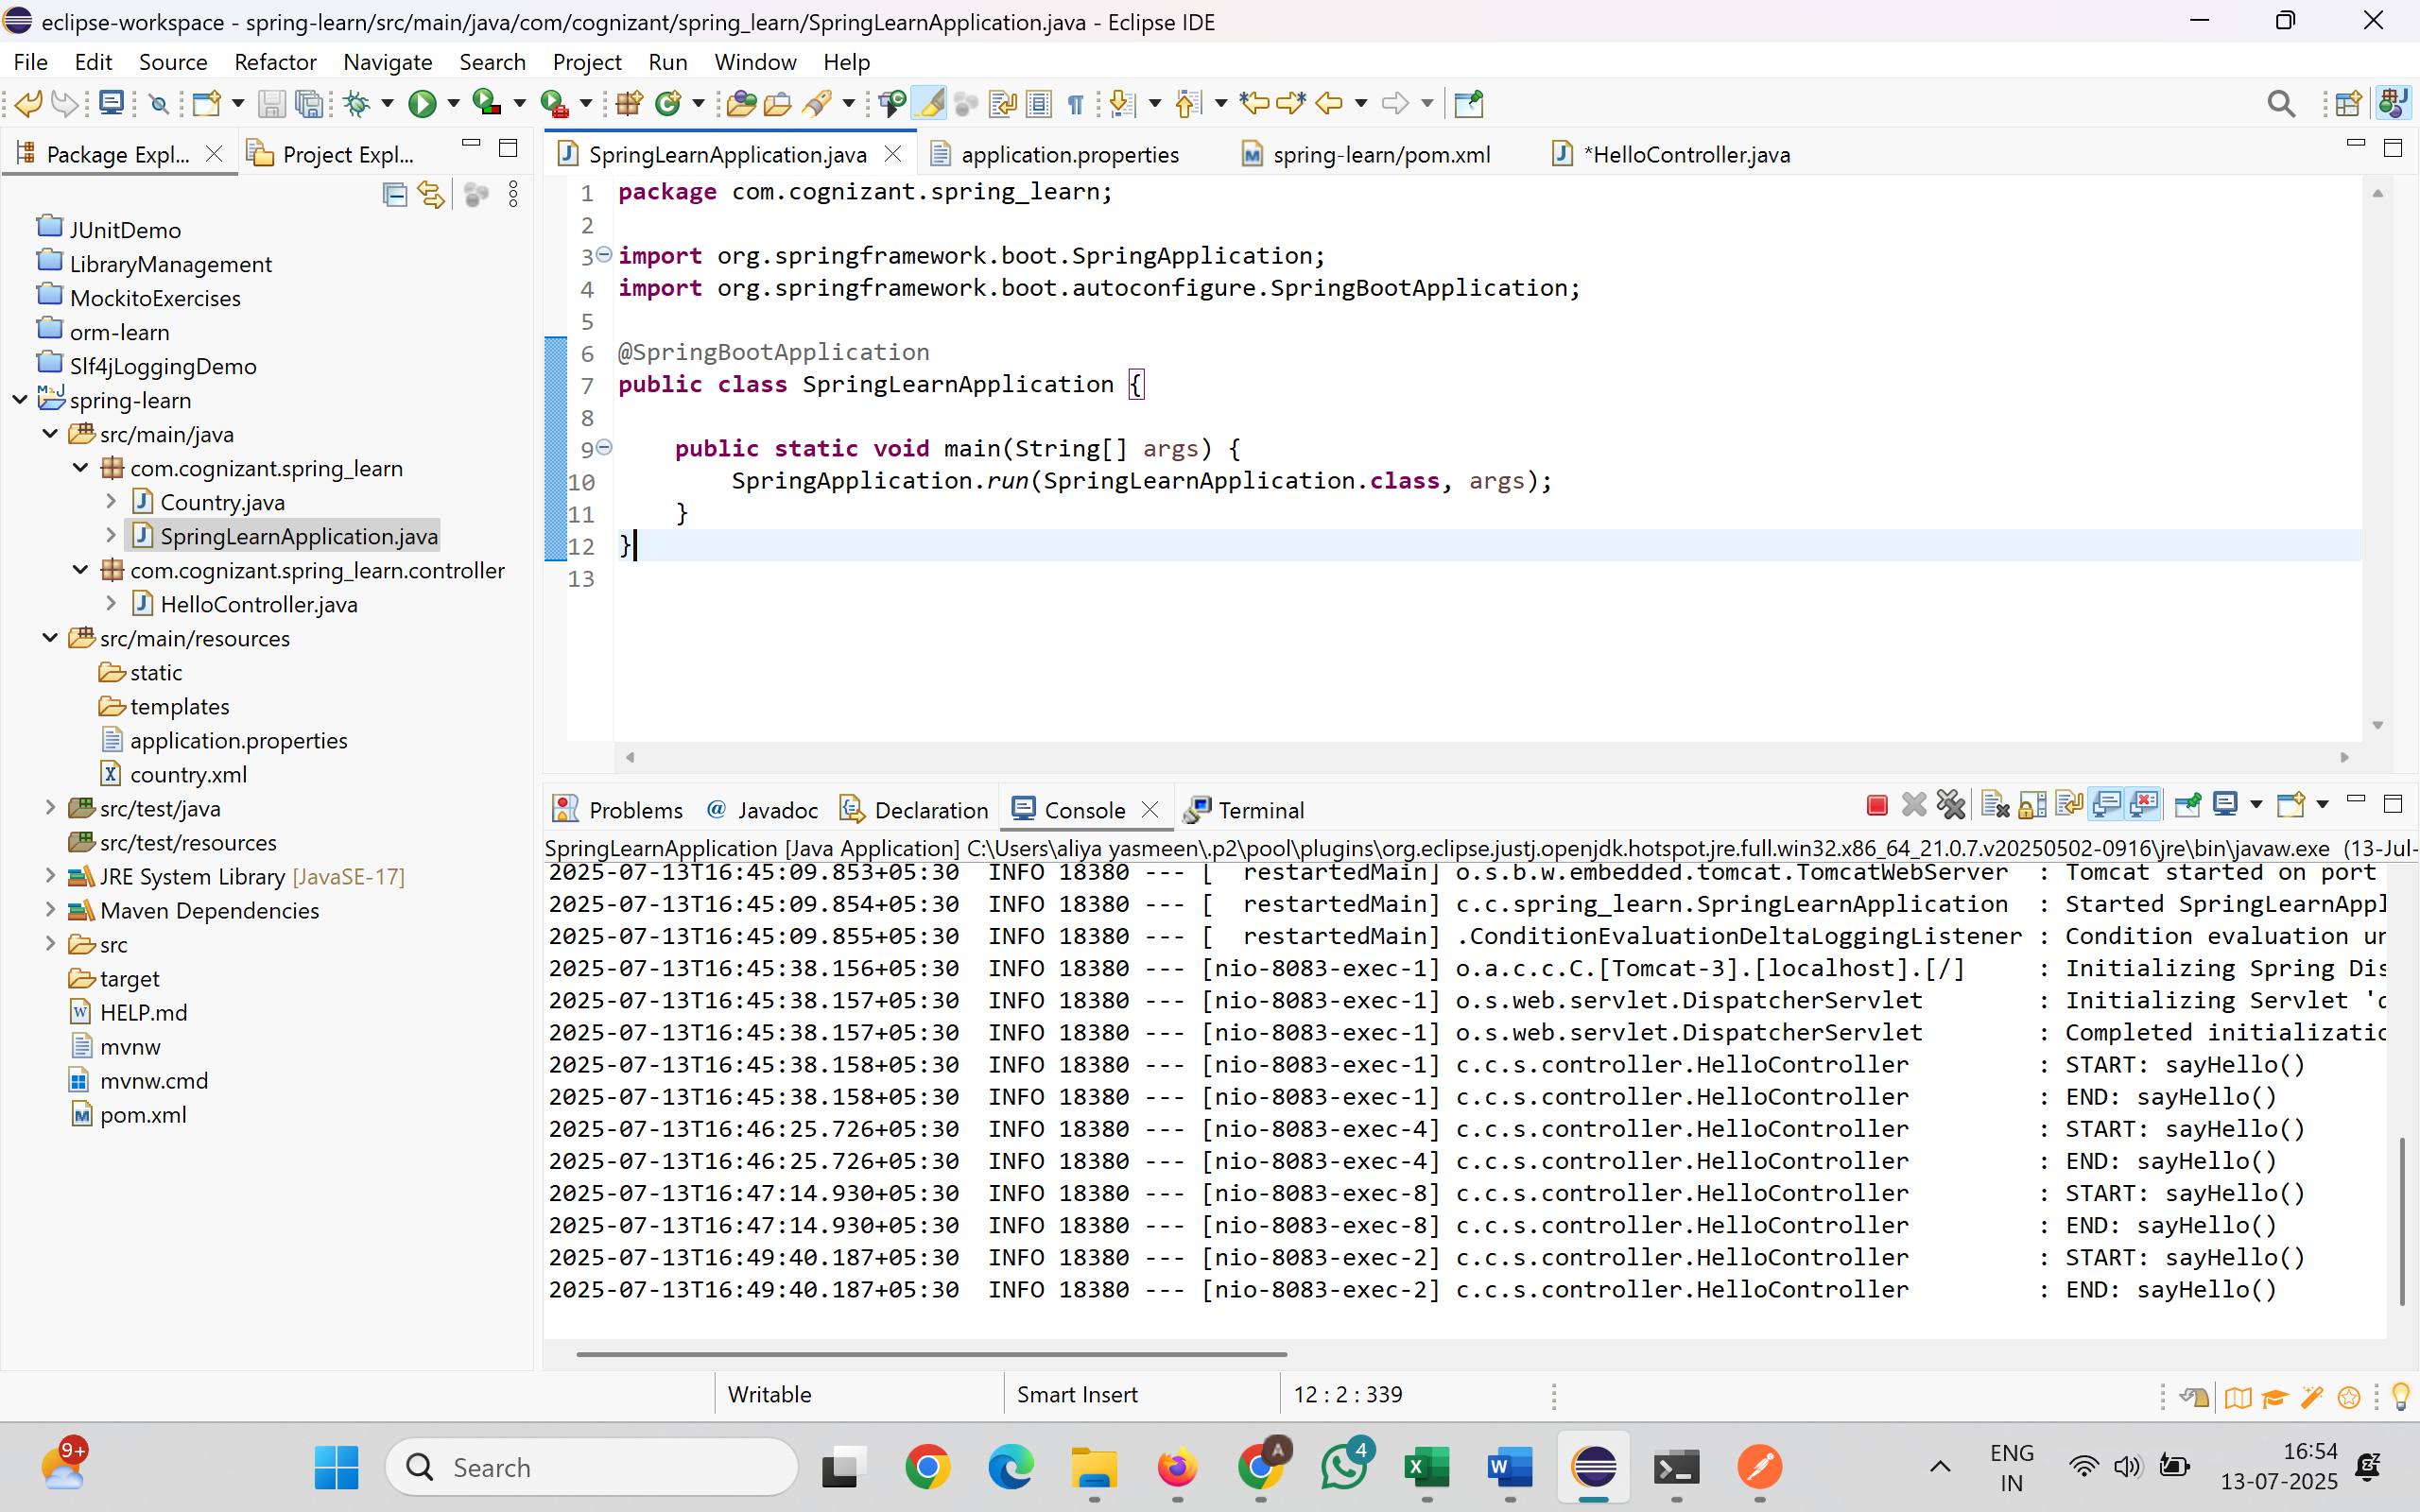 eclipse-workspace - spring-learn/src/main/java/com/cognizant/spring_learn/SpringLearnApplication.java - Eclipse IDE
File Edit Source Refactor Navigate Search Project Run Window Help
Package Expl... Project Expl...
JUnitDemo
LibraryManagement
MockitoExercises
orm-learn
Slf4jLoggingDemo
spring-learn
src/main/java
com.cognizant.spring_learn
Country.java
SpringLearnApplication.java
com.cognizant.spring_learn.controller
HelloController.java
src/main/resources
static
templates
application.properties
country.xml
src/test/java
src/test/resources
JRE System Library [JavaSE-17]
Maven Dependencies
src
target
HELP.md
mvnw
mvnw.cmd
pom.xml
SpringLearnApplication.java application.properties spring-learn/pom.xml *HelloController.java
1 package com.cognizant.spring_learn;
2
3 import org.springframework.boot.SpringApplication;
4 import org.springframework.boot.autoconfigure.SpringBootApplication;
5
6 @SpringBootApplication
7 public class SpringLearnApplication {
8
9 public static void main(String[] args) {
10 SpringApplication.run(SpringLearnApplication.class, args);
11 }
12 }
13
Problems @ Javadoc Declaration Console Terminal
SpringLearnApplication [Java Application] C:\Users\aliya yasmeen\.p2\pool\plugins\org.eclipse.justj.openjdk.hotspot.jre.full.win32.x86_64_21.0.7.v20250502-0916\jre\bin\javaw.exe (13-Jul-
2025-07-13T16:45:09.853+05:30 INFO 18380 --- [ restartedMain] o.s.b.w.embedded.tomcat.TomcatWebServer : Tomcat started on port
2025-07-13T16:45:09.854+05:30 INFO 18380 --- [ restartedMain] c.c.spring_learn.SpringLearnApplication : Started SpringLearnAppl
2025-07-13T16:45:09.855+05:30 INFO 18380 --- [ restartedMain] .ConditionEvaluationDeltaLoggingListener : Condition evaluation un
2025-07-13T16:45:38.156+05:30 INFO 18380 --- [nio-8083-exec-1] o.a.c.c.C.[Tomcat-3].[localhost].[/] : Initializing Spring Dis
2025-07-13T16:45:38.157+05:30 INFO 18380 --- [nio-8083-exec-1] o.s.web.servlet.DispatcherServlet : Initializing Servlet 'd
2025-07-13T16:45:38.157+05:30 INFO 18380 --- [nio-8083-exec-1] o.s.web.servlet.DispatcherServlet : Completed initializatio
2025-07-13T16:45:38.158+05:30 INFO 18380 --- [nio-8083-exec-1] c.c.s.controller.HelloController : START: sayHello()
2025-07-13T16:45:38.158+05:30 INFO 18380 --- [nio-8083-exec-1] c.c.s.controller.HelloController : END: sayHello()
2025-07-13T16:46:25.726+05:30 INFO 18380 --- [nio-8083-exec-4] c.c.s.controller.HelloController : START: sayHello()
2025-07-13T16:46:25.726+05:30 INFO 18380 --- [nio-8083-exec-4] c.c.s.controller.HelloController : END: sayHello()
2025-07-13T16:47:14.930+05:30 INFO 18380 --- [nio-8083-exec-8] c.c.s.controller.HelloController : START: sayHello()
2025-07-13T16:47:14.930+05:30 INFO 18380 --- [nio-8083-exec-8] c.c.s.controller.HelloController : END: sayHello()
2025-07-13T16:49:40.187+05:30 INFO 18380 --- [nio-8083-exec-2] c.c.s.controller.HelloController : START: sayHello()
2025-07-13T16:49:40.187+05:30 INFO 18380 --- [nio-8083-exec-2] c.c.s.controller.HelloController : END: sayHello()
Writable Smart Insert 12 : 2 : 339
9+ Search A 4 ENG IN 16:54
13-07-2025